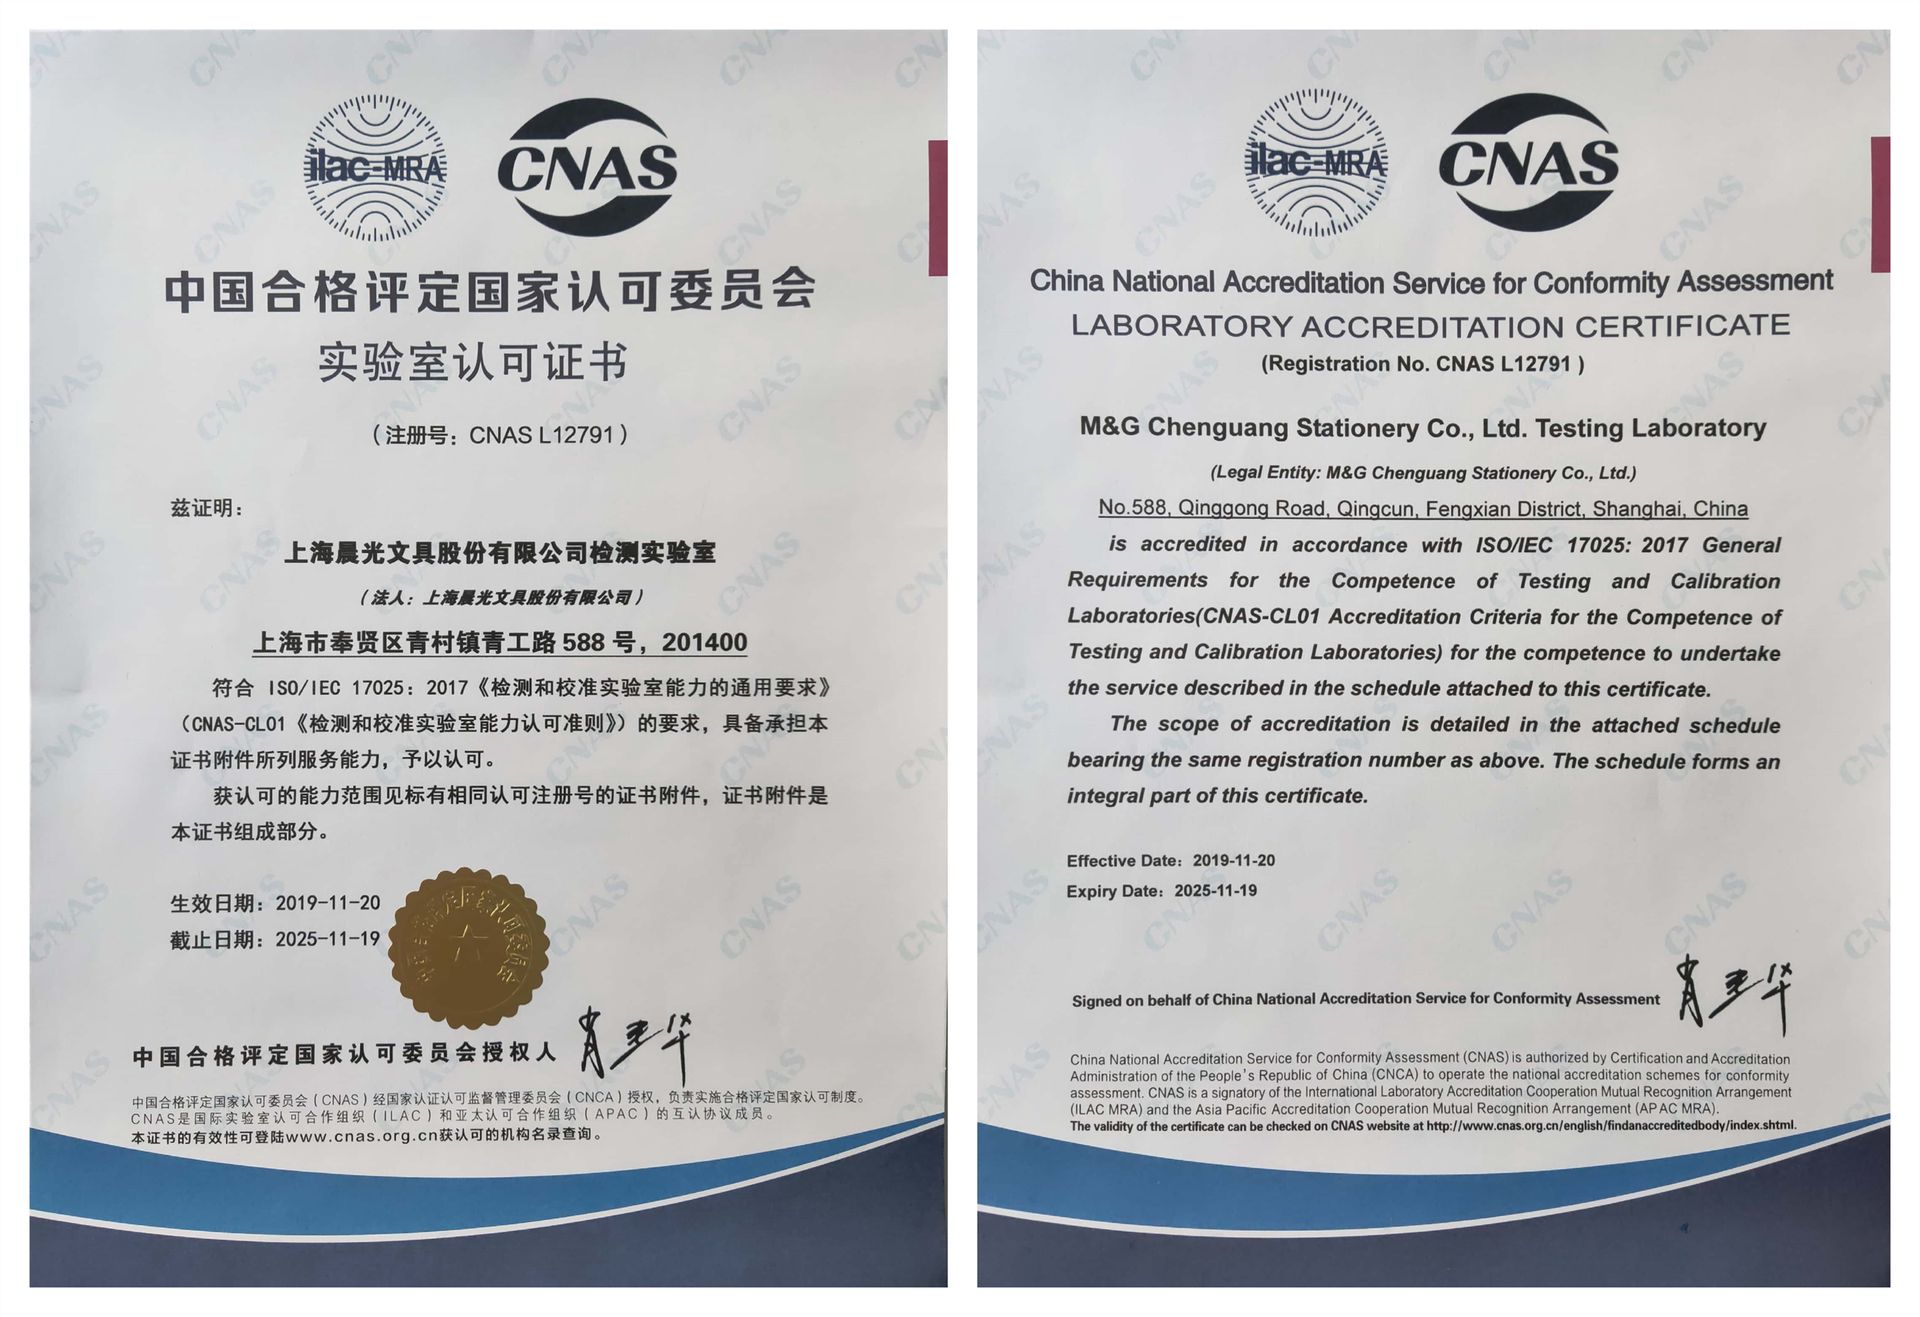 ilac-MRA
CNAS
中国合格评定国家认可委员会
实验室认可证书
（注册号：CNAS L12791）
兹证明：
上海晨光文具股份有限公司检测实验室
（法人：上海晨光文具股份有限公司）
上海市奉贤区青村镇青工路 588 号，201400
符合 ISO/IEC 17025：2017《检测和校准实验室能力的通用要求》
（CNAS-CL01《检测和校准实验室能力认可准则》）的要求，具备承担本
证书附件所列服务能力，予以认可。
获认可的能力范围见标有相同认可注册号的证书附件，证书附件是
本证书组成部分。
生效日期：2019-11-20
截止日期：2025-11-19
中国合格评定国家认可委员会
中国合格评定国家认可委员会授权人
中国合格评定国家认可委员会（CNAS）经国家认证认可监督管理委员会（CNCA）授权，负责实施合格评定国家认可制度。
CNAS是国际实验室认可合作组织（ILAC）和亚太认可合作组织（APAC）的互认协议成员。
本证书的有效性可登陆www.cnas.org.cn获认可的机构名录查询。
ilac-MRA
CNAS
China National Accreditation Service for Conformity Assessment
LABORATORY ACCREDITATION CERTIFICATE
(Registration No. CNAS L12791 )
M&G Chenguang Stationery Co., Ltd. Testing Laboratory
(Legal Entity: M&G Chenguang Stationery Co., Ltd.)
No.588, Qinggong Road, Qingcun, Fengxian District, Shanghai, China
is accredited in accordance with ISO/IEC 17025: 2017 General
Requirements for the Competence of Testing and Calibration
Laboratories(CNAS-CL01 Accreditation Criteria for the Competence of
Testing and Calibration Laboratories) for the competence to undertake
the service described in the schedule attached to this certificate.
The scope of accreditation is detailed in the attached schedule
bearing the same registration number as above. The schedule forms an
integral part of this certificate.
Effective Date：2019-11-20
Expiry Date：2025-11-19
Signed on behalf of China National Accreditation Service for Conformity Assessment
China National Accreditation Service for Conformity Assessment (CNAS) is authorized by Certification and Accreditation
Administration of the People's Republic of China (CNCA) to operate the national accreditation schemes for conformity
assessment. CNAS is a signatory of the International Laboratory Accreditation Cooperation Mutual Recognition Arrangement
(ILAC MRA) and the Asia Pacific Accreditation Cooperation Mutual Recognition Arrangement (APAC MRA).
The validity of the certificate can be checked on CNAS website at http://www.cnas.org.cn/english/findanaccreditedbody/index.shtml.